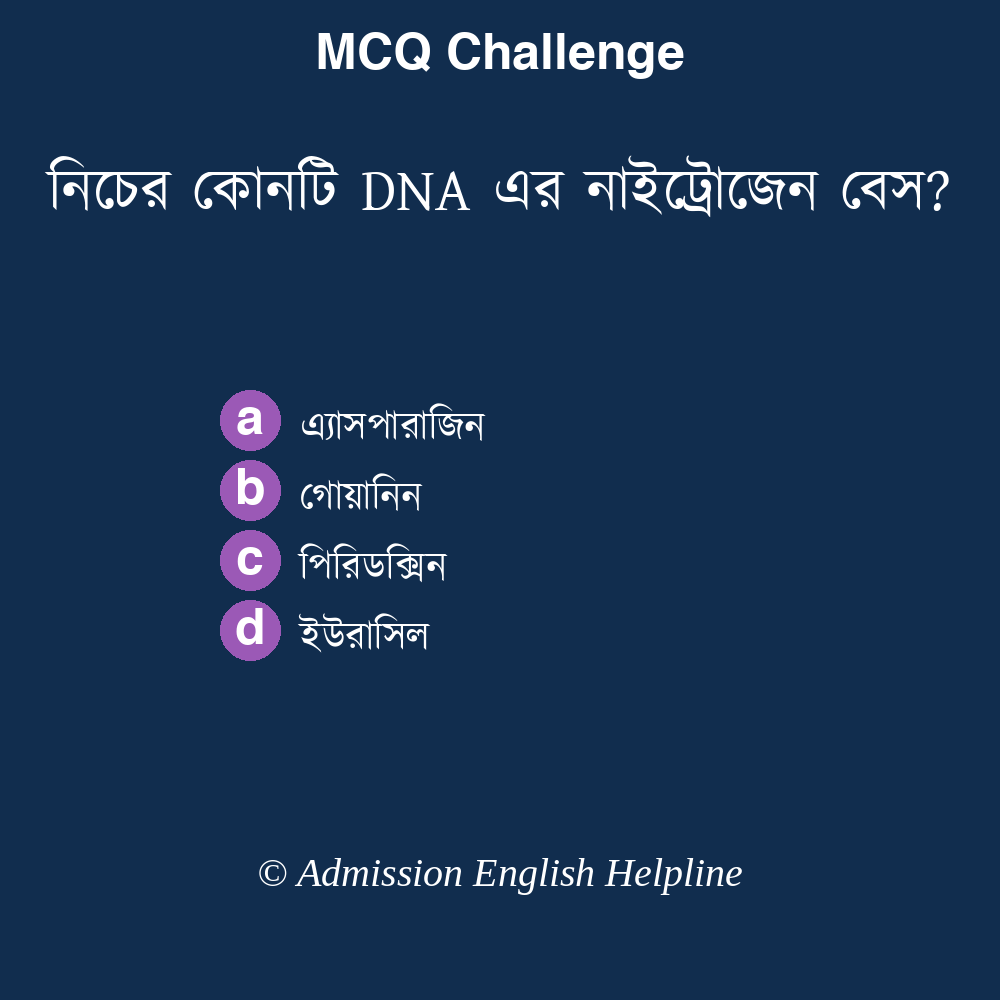 MCQ Challenge
নিচের কোনটি DNA এর নাইট্রোজেন বেস?
a এ্যাসপারাজিন
b গোয়ানিন
c পিরিডক্সিন
d ইউরাসিল
© Admission English Helpline